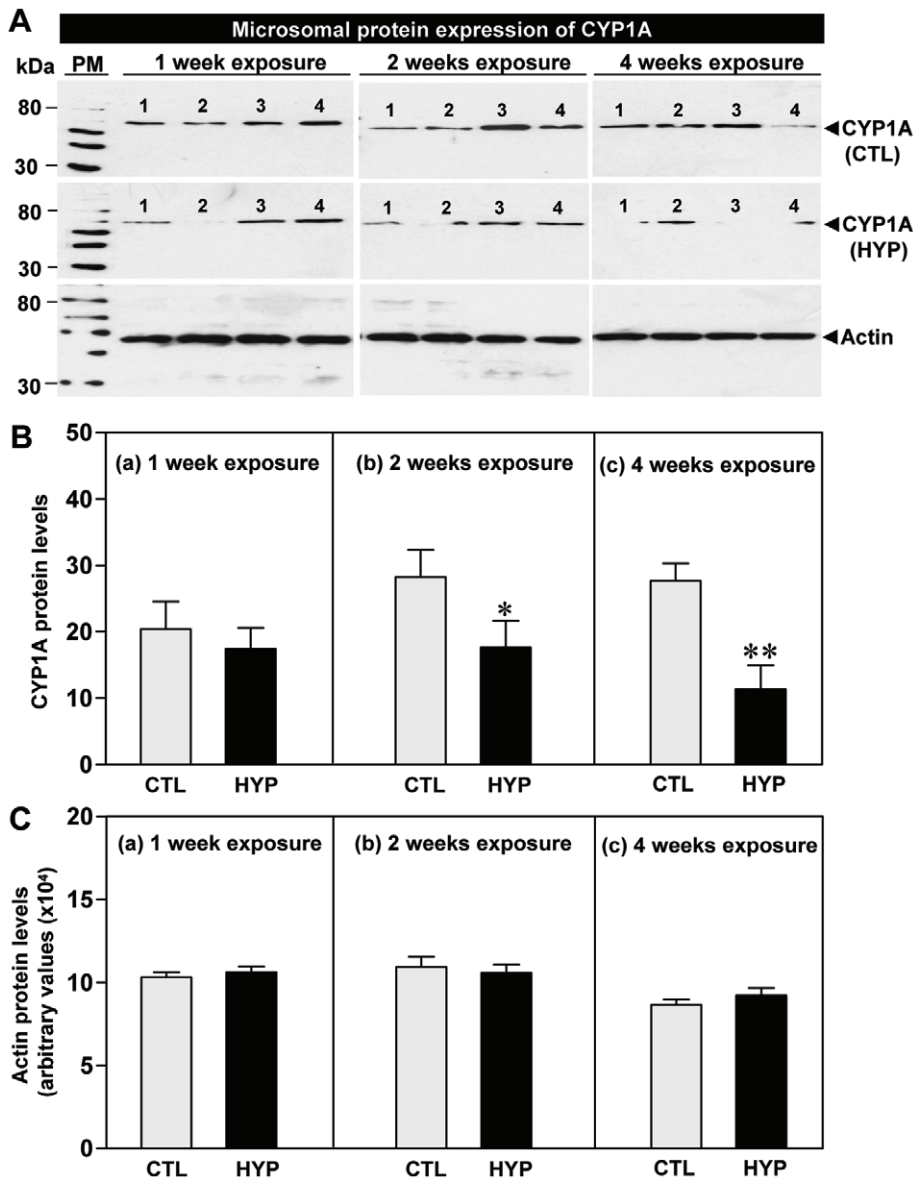 A
Microsomal protein expression of CYP1A
kDa PM 1 week exposure 2 weeks exposure 4 weeks exposure
80 1 2 3 4 1 2 3 4 1 2 3 4
CYP1A
(CTL)
30
80 1 2 3 4 1 2 3 4 1 2 3 4
CYP1A
(HYP)
30
80
Actin
30
B
CYP1A protein levels
50
40
30
20
10
0
(a) 1 week exposure (b) 2 weeks exposure (c) 4 weeks exposure
* **
CTL HYP CTL HYP CTL HYP
C
Actin protein levels
(arbitrary values (x10⁴)
20
15
10
5
0
(a) 1 week exposure (b) 2 weeks exposure (c) 4 weeks exposure
CTL HYP CTL HYP CTL HYP